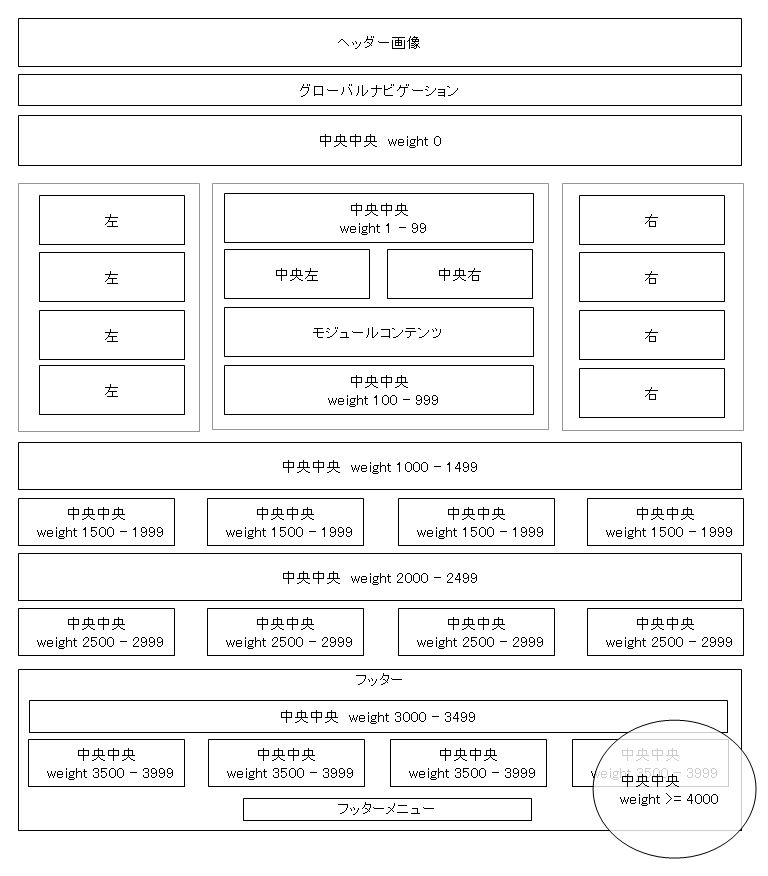 ヘッダー画像
グローバルナビゲーション
中央中央 weight 0
左
左
左
左
中央中央
weight 1 - 99
中央左
中央右
モジュールコンテンツ
中央中央
weight 100 - 999
右
右
右
右
中央中央 weight 1000 - 1499
中央中央
weight 1500 - 1999
中央中央
weight 1500 - 1999
中央中央
weight 1500 - 1999
中央中央
weight 1500 - 1999
中央中央 weight 2000 - 2499
中央中央
weight 2500 - 2999
中央中央
weight 2500 - 2999
中央中央
weight 2500 - 2999
中央中央
weight 2500 - 2999
フッター
中央中央 weight 3000 - 3499
中央中央
weight 3500 - 3999
中央中央
weight 3500 - 3999
中央中央
weight 3500 - 3999
中央中央
weight 3500 - 3999
中央中央
weight >= 4000
フッターメニュー